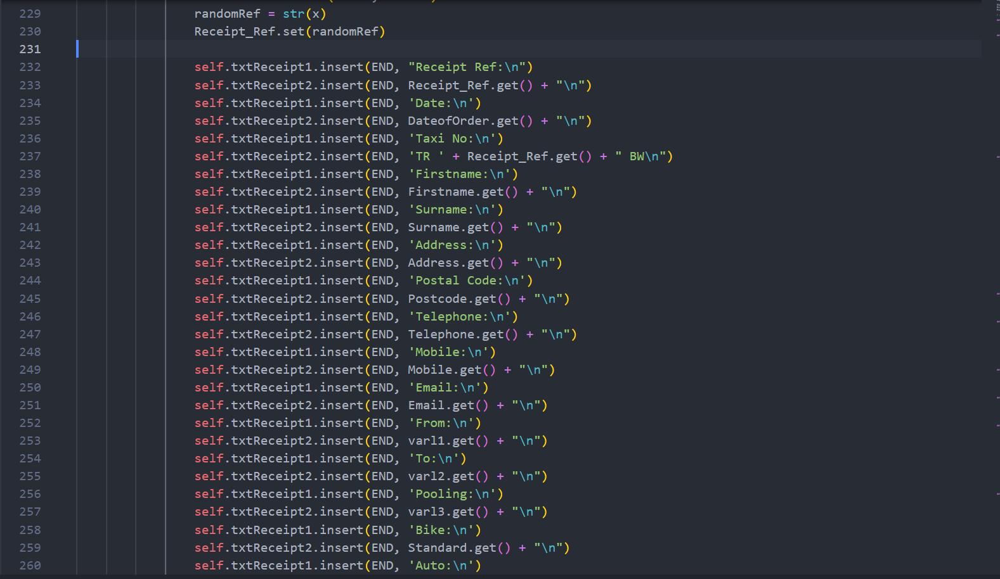 229 randomRef = str(x)
230 Receipt_Ref.set(randomRef)
231
232 self.txtReceipt1.insert(END, "Receipt Ref:\n")
233 self.txtReceipt2.insert(END, Receipt_Ref.get() + "\n")
234 self.txtReceipt1.insert(END, 'Date:\n')
235 self.txtReceipt2.insert(END, DateofOrder.get() + "\n")
236 self.txtReceipt1.insert(END, 'Taxi No:\n')
237 self.txtReceipt2.insert(END, 'TR ' + Receipt_Ref.get() + " BW\n")
238 self.txtReceipt1.insert(END, 'Firstname:\n')
239 self.txtReceipt2.insert(END, Firstname.get() + "\n")
240 self.txtReceipt1.insert(END, 'Surname:\n')
241 self.txtReceipt2.insert(END, Surname.get() + "\n")
242 self.txtReceipt1.insert(END, 'Address:\n')
243 self.txtReceipt2.insert(END, Address.get() + "\n")
244 self.txtReceipt1.insert(END, 'Postal Code:\n')
245 self.txtReceipt2.insert(END, Postcode.get() + "\n")
246 self.txtReceipt1.insert(END, 'Telephone:\n')
247 self.txtReceipt2.insert(END, Telephone.get() + "\n")
248 self.txtReceipt1.insert(END, 'Mobile:\n')
249 self.txtReceipt2.insert(END, Mobile.get() + "\n")
250 self.txtReceipt1.insert(END, 'Email:\n')
251 self.txtReceipt2.insert(END, Email.get() + "\n")
252 self.txtReceipt1.insert(END, 'From:\n')
253 self.txtReceipt2.insert(END, varl1.get() + "\n")
254 self.txtReceipt1.insert(END, 'To:\n')
255 self.txtReceipt2.insert(END, varl2.get() + "\n")
256 self.txtReceipt1.insert(END, 'Pooling:\n')
257 self.txtReceipt2.insert(END, varl3.get() + "\n")
258 self.txtReceipt1.insert(END, 'Bike:\n')
259 self.txtReceipt2.insert(END, Standard.get() + "\n")
260 self.txtReceipt1.insert(END, 'Auto:\n')